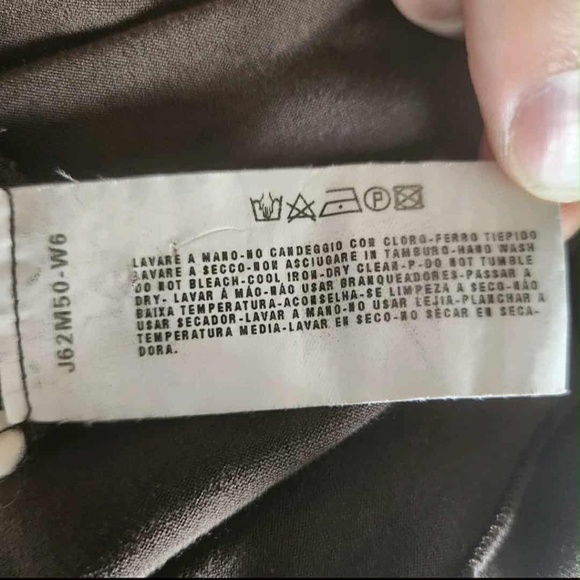 P
LAVARE A MANO-NO CANDEGGIO CON CLORO-FERRO TIEPIDO
LAVARE A SECCO-NON ASCIUGARE IN TAMBURO-HAND WASH
DO NOT BLEACH-COOL IRON-DRY CLEAN-P-DO NOT TUMBLE
DRY- LAVAR Á MÃO-NÃO USAR BRANQUEADORES-PASSAR A
BAIXA TEMPERATURA-ACONSELHA-SE LIMPEZA A SECO-NÃO
USAR SECADOR-LAVAR A MANO-NO USAR LEJIA-PLANCHAR A
TEMPERATURA MEDIA-LAVAR EN SECO-NO SECAR EN SECA-
DORA.
J62M50-W6